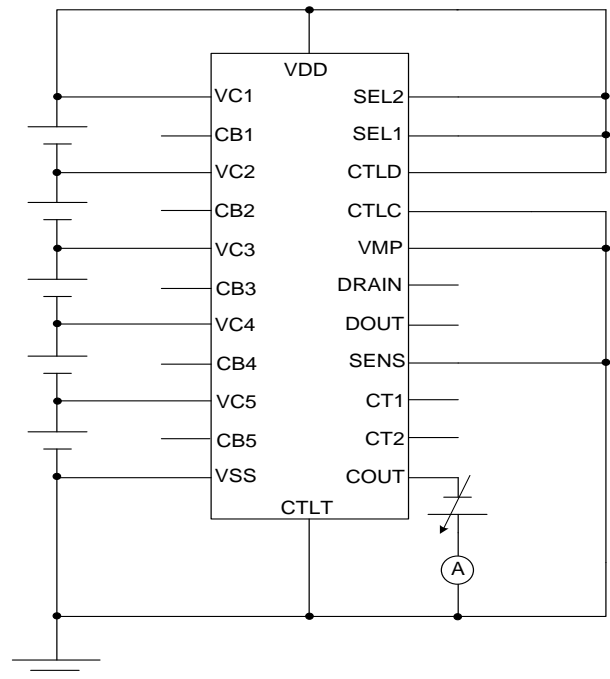 VDD
VC1
SEL2
CB1
SEL1
VC2
CTLD
CB2
CTLC
VC3
VMP
CB3
DRAIN
VC4
DOUT
CB4
SENS
VC5
CT1
CB5
CT2
VSS
COUT
CTLT
A